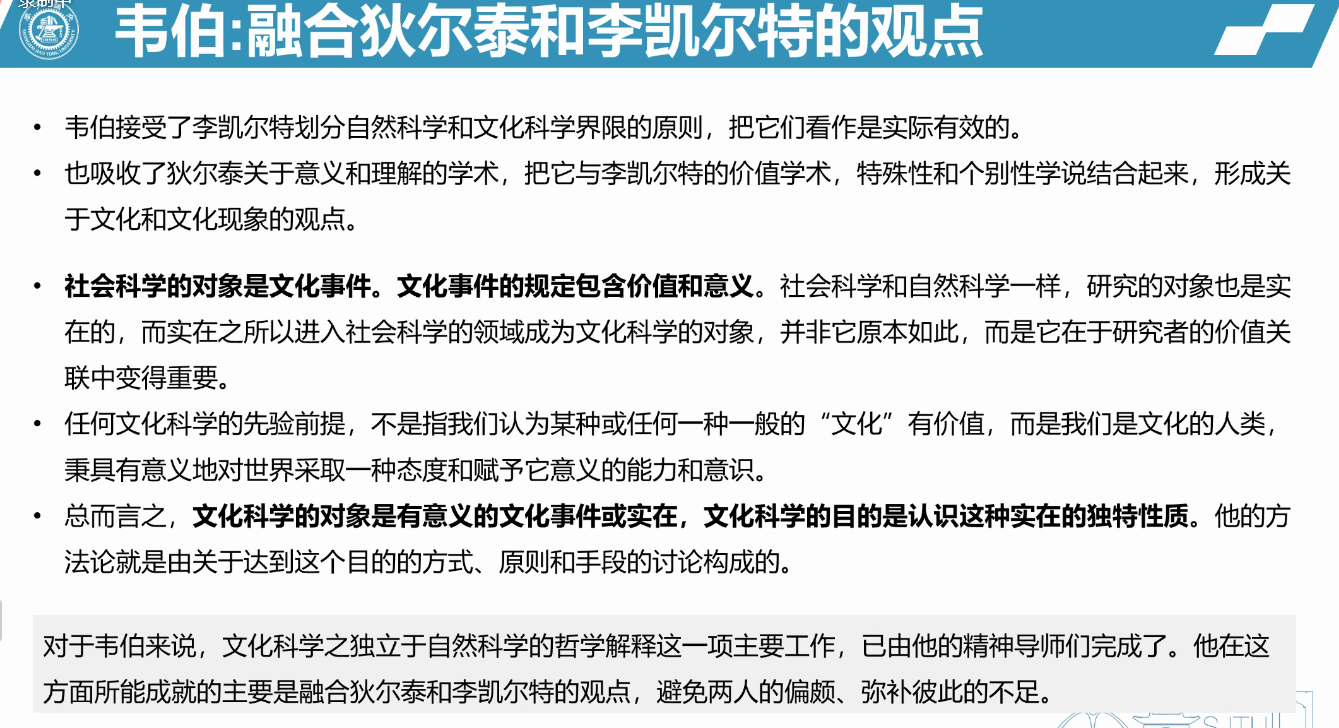 录制中
韦伯:融合狄尔泰和李凯尔特的观点
• 韦伯接受了李凯尔特划分自然科学和文化科学界限的原则，把它们看作是实际有效的。
• 也吸收了狄尔泰关于意义和理解的学术，把它与李凯尔特的价值学术，特殊性和个别性学说结合起来，形成关
于文化和文化现象的观点。
• 社会科学的对象是文化事件。文化事件的规定包含价值和意义。社会科学和自然科学一样，研究的对象也是实
在的，而实在之所以进入社会科学的领域成为文化科学的对象，并非它原本如此，而是它在于研究者的价值关
联中变得重要。
• 任何文化科学的先验前提，不是指我们认为某种或任何一种一般的“文化”有价值，而是我们是文化的人类，
秉具有意义地对世界采取一种态度和赋予它意义的能力和意识。
• 总而言之，文化科学的对象是有意义的文化事件或实在，文化科学的目的是认识这种实在的独特性质。他的方
法论就是由关于达到这个目的的方式、原则和手段的讨论构成的。
对于韦伯来说，文化科学之独立于自然科学的哲学解释这一项主要工作，已由他的精神导师们完成了。他在这
方面所能成就的主要是融合狄尔泰和李凯尔特的观点，避免两人的偏颇、弥补彼此的不足。
SJTU